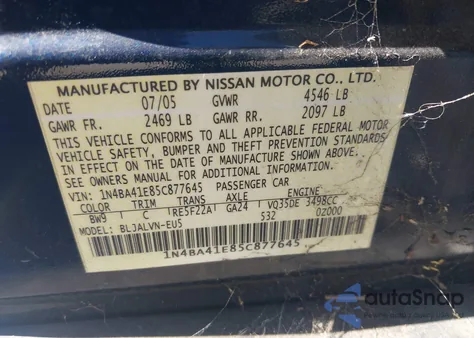 MANUFACTURED BY NISSAN MOTOR CO., LTD.
DATE 07/05 GVWR 4546 LB
GAWR FR. 2469 LB GAWR RR. 2097 LB
THIS VEHICLE CONFORMS TO ALL APPLICABLE FEDERAL MOTOR
VEHICLE SAFETY, BUMPER AND THEFT PREVENTION STANDARDS
IN EFFECT ON THE DATE OF MANUFACTURE SHOWN ABOVE.
SEE OWNERS MANUAL FOR ADDITIONAL INFORMATION.
VIN: 1N4BA41E85C877645 PASSENGER CAR
COLOR TRIM TRANS AXLE ENGINE
BW9 C RE5F22A GA24 VQ35DE 3498CC
MODEL: BLJALVN-EU5 532 0Z000
1N4BA41E85C877645
autoSnap